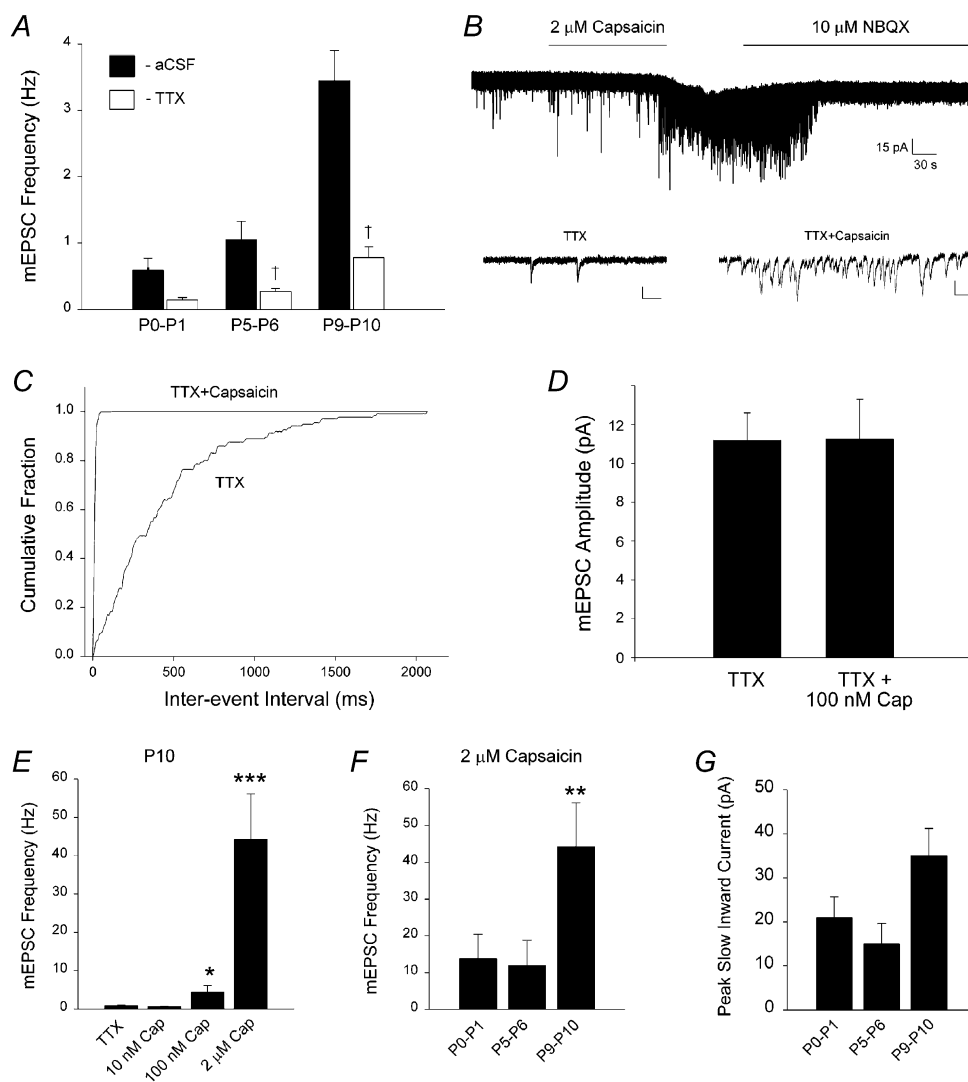 A
mEPSC Frequency (Hz)
4
3
2
1
0
- aCSF
- TTX
†
†
P0-P1
P5-P6
P9-P10
B
2 µM Capsaicin
10 µM NBQX
15 pA
30 s
TTX
TTX+Capsaicin
C
Cumulative Fraction
1.0
0.8
0.6
0.4
0.2
0.0
TTX+Capsaicin
TTX
0
500
1000
1500
2000
Inter-event Interval (ms)
D
mEPSC Amplitude (pA)
12
10
8
6
4
2
0
TTX
TTX +
100 nM Cap
E
P10
mEPSC Frequency (Hz)
60
50
40
30
20
10
0
*
***
TTX
10 nM Cap
100 nM Cap
2 µM Cap
F
2 µM Capsaicin
mEPSC Frequency (Hz)
60
50
40
30
20
10
0
**
P0-P1
P5-P6
P9-P10
G
Peak Slow Inward Current (pA)
50
40
30
20
10
0
P0-P1
P5-P6
P9-P10